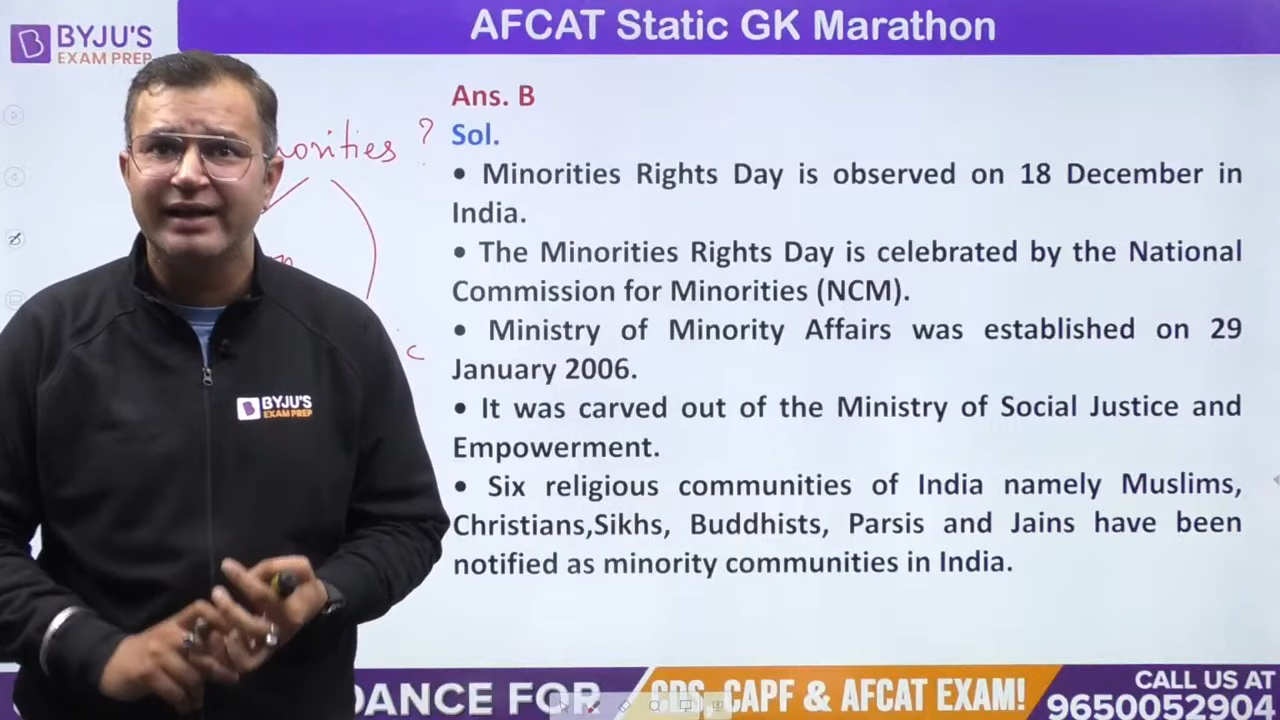 BYJU'S
EXAM PREP
AFCAT Static GK Marathon
Ans. B
Sol.
• Minorities Rights Day is observed on 18 December in
India.
• The Minorities Rights Day is celebrated by the National
Commission for Minorities (NCM).
• Ministry of Minority Affairs was established on 29
January 2006.
• It was carved out of the Ministry of Social Justice and
Empowerment.
• Six religious communities of India namely Muslims,
Christians,Sikhs, Buddhists, Parsis and Jains have been
notified as minority communities in India.
orities ?
BYJU'S
EXAM PREP
DANCE FOR
CDS, CAPF & AFCAT EXAM!
CALL US AT
9650052904